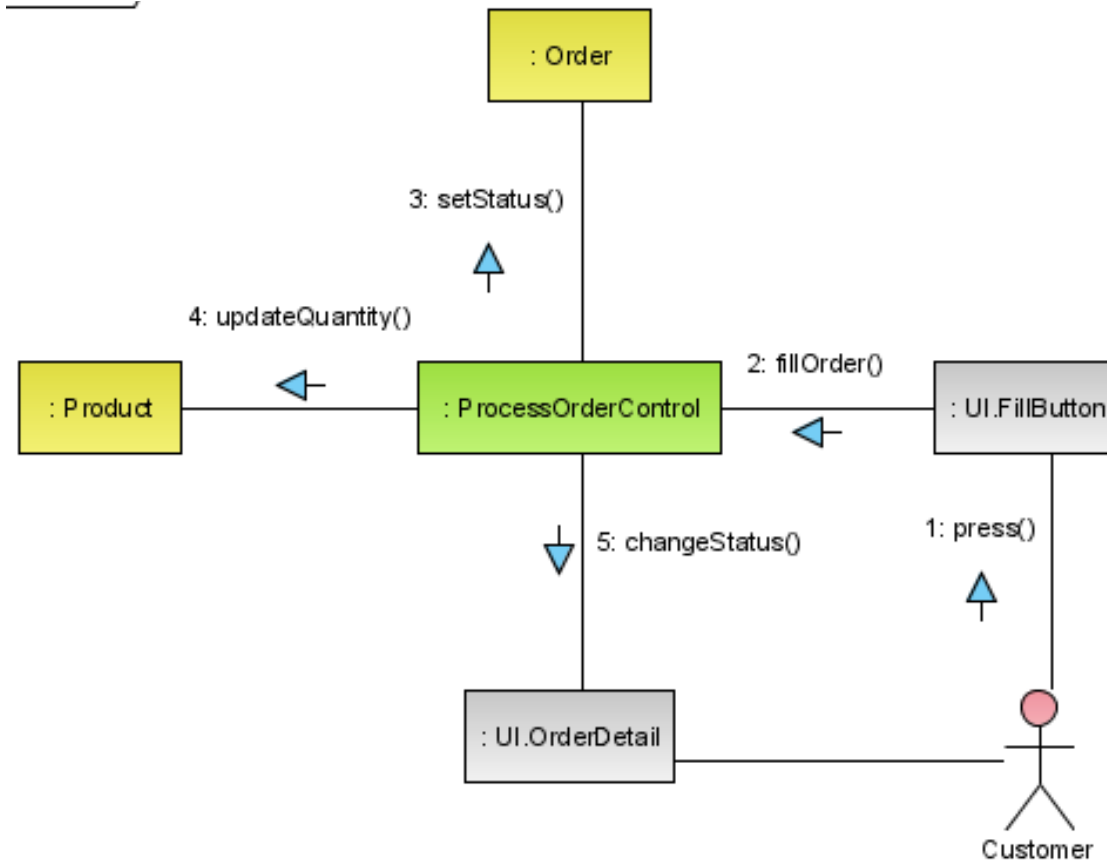 : Order
3: setStatus()
4: updateQuantity()
2: fillOrder()
: Product
: ProcessOrderControl
: UI.FillButton
1: press()
5: changeStatus()
: UI.OrderDetail
Customer